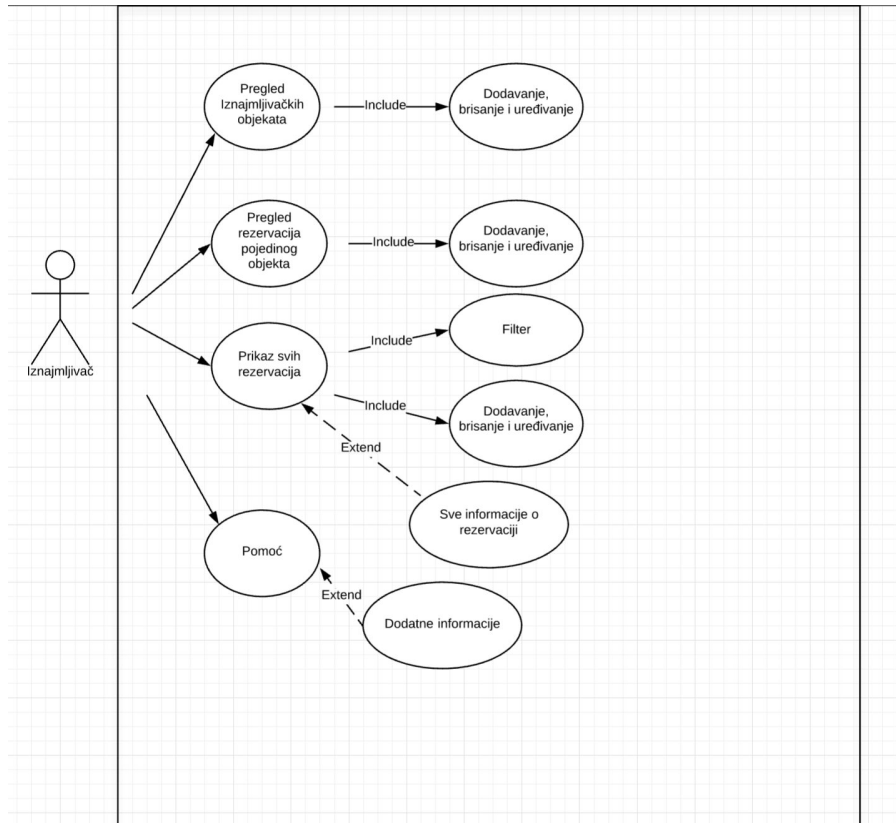 Pregled
Iznajmljivačkih
objekata
Include
Dodavanje,
brisanje i uređivanje
Pregled
rezervacija
pojedinog
objekta
Include
Dodavanje,
brisanje i uređivanje
Iznajmljivač
Prikaz svih
rezervacija
Include
Filter
Include
Dodavanje,
brisanje i uređivanje
Extend
Sve informacije o
rezervaciji
Pomoć
Extend
Dodatne informacije